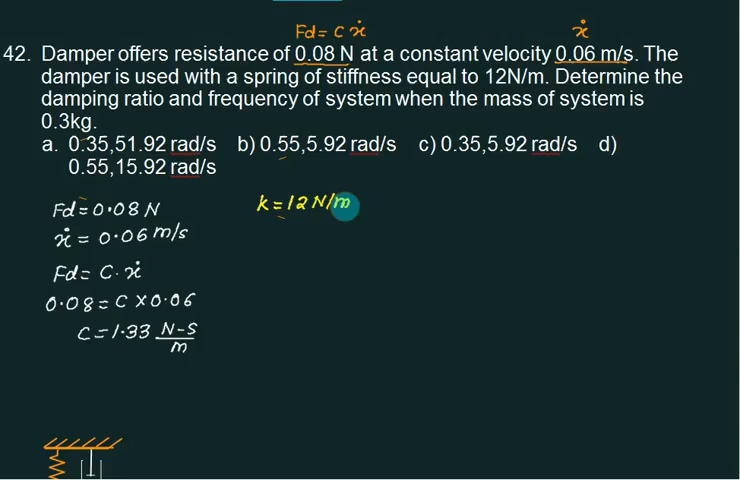 Fd = C ẋ
ẋ
42. Damper offers resistance of 0.08 N at a constant velocity 0.06 m/s. The
damper is used with a spring of stiffness equal to 12N/m. Determine the
damping ratio and frequency of system when the mass of system is
0.3kg.
a. 0.35,51.92 rad/s b) 0.55,5.92 rad/s c) 0.35,5.92 rad/s d)
0.55,15.92 rad/s
Fd = 0.08 N
k = 12 N/m
ẋ = 0.06 m/s
Fd = C. ẋ
0.08 = C X 0.06
C = 1.33 N-S/m